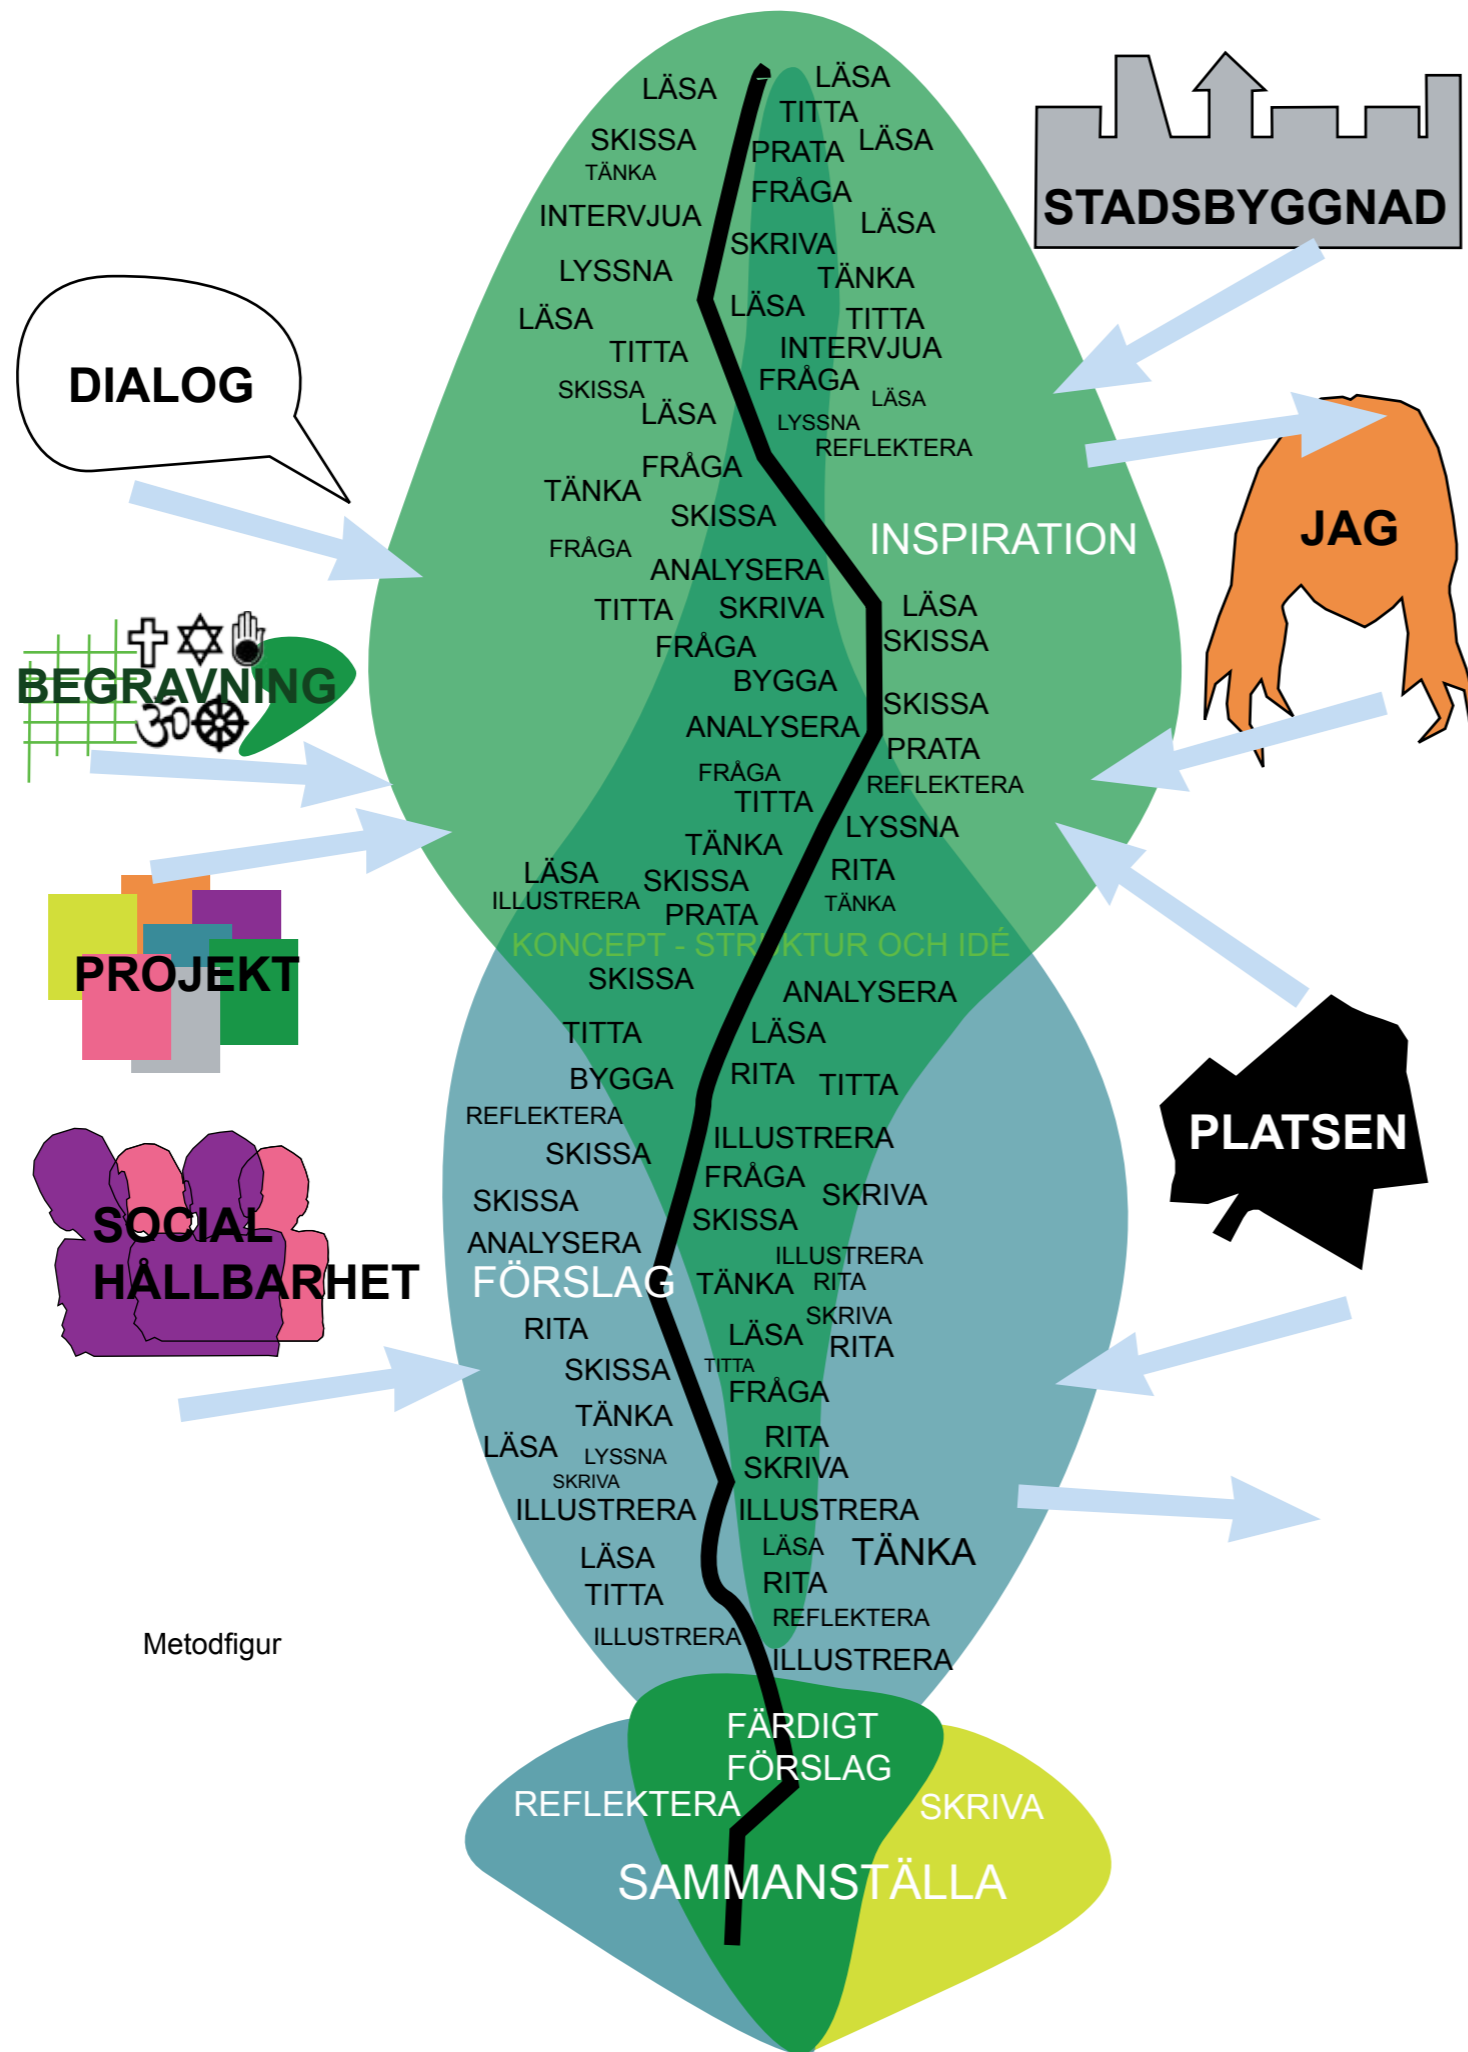 LÄSA
LÄSA
TITTA
SKISSA
PRATA
LÄSA
TÄNKA
FRÅGA
INTERVJUA
LÄSA
STADSBYGGNAD
SKRIVA
LYSSNA
TÄNKA
LÄSA
LÄSA
TITTA
TITTA
INTERVJUA
DIALOG
SKISSA
FRÅGA
LÄSA
LÄSA
LYSSNA
REFLEKTERA
FRÅGA
TÄNKA
SKISSA
INSPIRATION
JAG
FRÅGA
ANALYSERA
TITTA
SKRIVA
LÄSA
FRÅGA
SKISSA
BEGRAVNING
BYGGA
SKISSA
ANALYSERA
PRATA
FRÅGA
REFLEKTERA
TITTA
LYSSNA
TÄNKA
LÄSA
SKISSA
RITA
ILLUSTRERA
PRATA
TÄNKA
KONCEPT - STRUKTUR OCH IDÉ
PROJEKT
SKISSA
ANALYSERA
TITTA
LÄSA
BYGGA
RITA
TITTA
REFLEKTERA
ILLUSTRERA
PLATSEN
SKISSA
FRÅGA
SKISSA
SKRIVA
SOCIAL
HÅLLBARHET
SKISSA
ANALYSERA
ILLUSTRERA
FÖRSLAG
TÄNKA
RITA
SKRIVA
RITA
LÄSA
RITA
SKISSA
TITTA
FRÅGA
TÄNKA
RITA
LÄSA
LYSSNA
SKRIVA
SKRIVA
ILLUSTRERA
ILLUSTRERA
LÄSA
LÄSA
TÄNKA
TITTA
RITA
REFLEKTERA
Metodfigur
ILLUSTRERA
ILLUSTRERA
FÄRDIGT
FÖRSLAG
REFLEKTERA
SKRIVA
SAMMANSTÄLLA